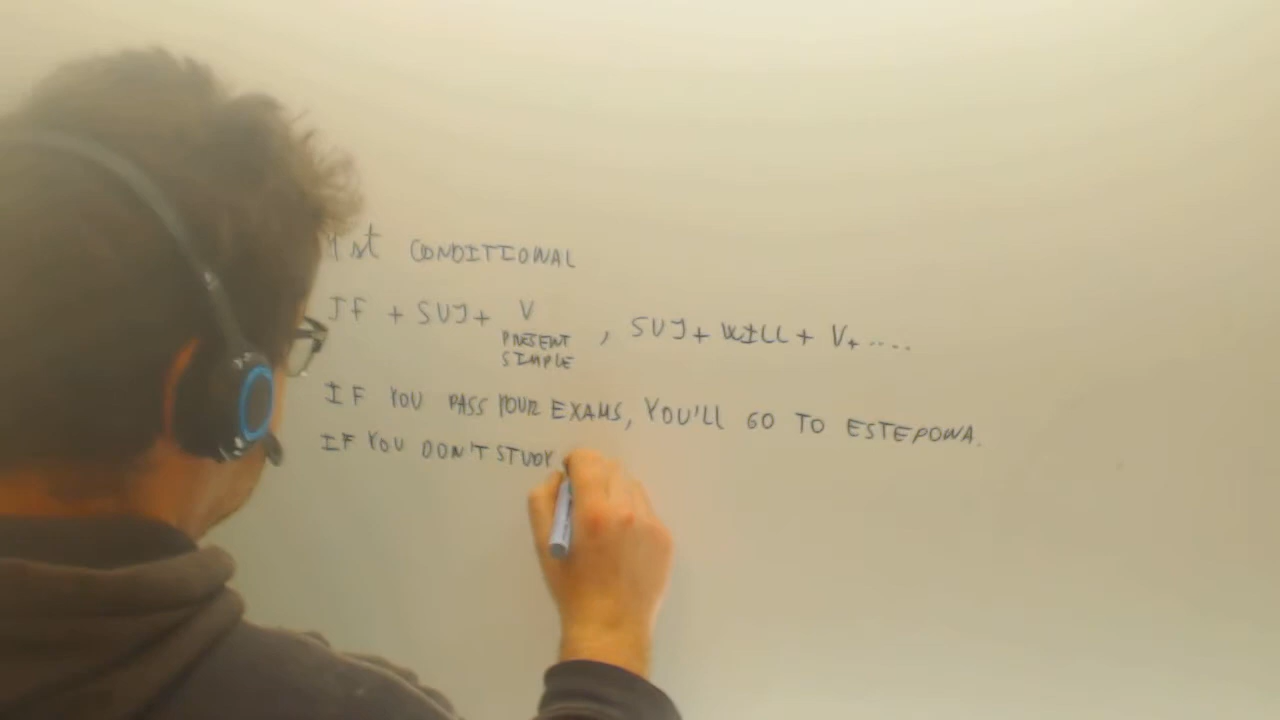 1st CONDITIONAL
IF + SUJ + V , SUJ + WILL + V + ....
PRESENT
SIMPLE
IF YOU PASS YOUR EXAMS, YOU'LL GO TO ESTEPONA.
IF YOU DON'T STUDY